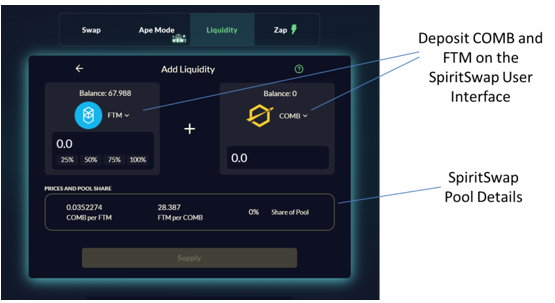 Swap
Ape Mode
NEW!
Liquidity
Zap
Add Liquidity
Balance: 67.988
FTM
0.0
25% 50% 75% 100%
+
Balance: 0
COMB
0.0
PRICES AND POOL SHARE
0.0352274
COMB per FTM
28.387
FTM per COMB
0% Share of Pool
Supply
Deposit COMB and
FTM on the
SpiritSwap User
Interface
SpiritSwap
Pool Details